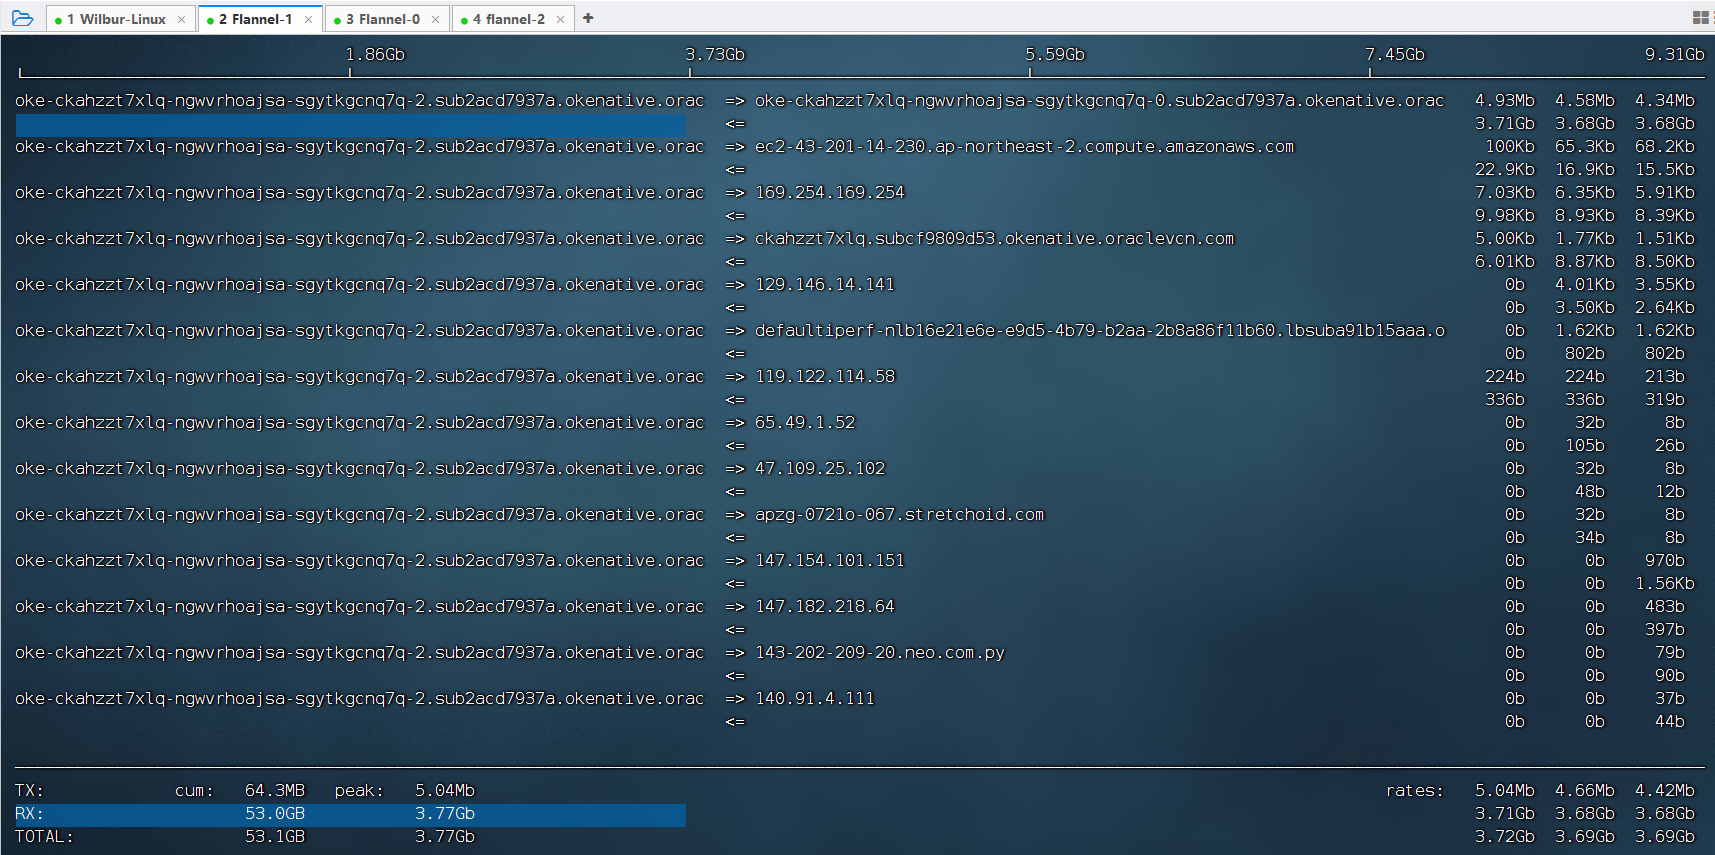 1 Wilbur-Linux × 2 Flannel-1 × 3 Flannel-0 × 4 flannel-2 × +
1.86Gb 3.73Gb 5.59Gb 7.45Gb 9.31Gb
oke-ckahzzt7xlq-ngwvrhoajsa-sgytkgcnq7q-2.sub2acd7937a.okenative.orac => oke-ckahzzt7xlq-ngwvrhoajsa-sgytkgcnq7q-0.sub2acd7937a.okenative.orac 4.93Mb 4.58Mb 4.34Mb
<= 3.71Gb 3.68Gb 3.68Gb
oke-ckahzzt7xlq-ngwvrhoajsa-sgytkgcnq7q-2.sub2acd7937a.okenative.orac => ec2-43-201-14-230.ap-northeast-2.compute.amazonaws.com 100Kb 65.3Kb 68.2Kb
<= 22.9Kb 16.9Kb 15.5Kb
oke-ckahzzt7xlq-ngwvrhoajsa-sgytkgcnq7q-2.sub2acd7937a.okenative.orac => 169.254.169.254 7.03Kb 6.35Kb 5.91Kb
<= 9.98Kb 8.93Kb 8.39Kb
oke-ckahzzt7xlq-ngwvrhoajsa-sgytkgcnq7q-2.sub2acd7937a.okenative.orac => ckahzzt7xlq.subcf9809d53.okenative.oraclevcn.com 5.00Kb 1.77Kb 1.51Kb
<= 6.01Kb 8.87Kb 8.50Kb
oke-ckahzzt7xlq-ngwvrhoajsa-sgytkgcnq7q-2.sub2acd7937a.okenative.orac => 129.146.14.141 0b 4.01Kb 3.55Kb
<= 0b 3.50Kb 2.64Kb
oke-ckahzzt7xlq-ngwvrhoajsa-sgytkgcnq7q-2.sub2acd7937a.okenative.orac => defaultiperf-nlb16e21e6e-e9d5-4b79-b2aa-2b8a86f11b60.lbsuba91b15aaa.o 0b 1.62Kb 1.62Kb
<= 0b 802b 802b
oke-ckahzzt7xlq-ngwvrhoajsa-sgytkgcnq7q-2.sub2acd7937a.okenative.orac => 119.122.114.58 224b 224b 213b
<= 336b 336b 319b
oke-ckahzzt7xlq-ngwvrhoajsa-sgytkgcnq7q-2.sub2acd7937a.okenative.orac => 65.49.1.52 0b 32b 8b
<= 0b 105b 26b
oke-ckahzzt7xlq-ngwvrhoajsa-sgytkgcnq7q-2.sub2acd7937a.okenative.orac => 47.109.25.102 0b 32b 8b
<= 0b 48b 12b
oke-ckahzzt7xlq-ngwvrhoajsa-sgytkgcnq7q-2.sub2acd7937a.okenative.orac => apzg-0721o-067.stretchoid.com 0b 32b 8b
<= 0b 34b 8b
oke-ckahzzt7xlq-ngwvrhoajsa-sgytkgcnq7q-2.sub2acd7937a.okenative.orac => 147.154.101.151 0b 0b 970b
<= 0b 0b 1.56Kb
oke-ckahzzt7xlq-ngwvrhoajsa-sgytkgcnq7q-2.sub2acd7937a.okenative.orac => 147.182.218.64 0b 0b 483b
<= 0b 0b 397b
oke-ckahzzt7xlq-ngwvrhoajsa-sgytkgcnq7q-2.sub2acd7937a.okenative.orac => 143-202-209-20.neo.com.py 0b 0b 79b
<= 0b 0b 90b
oke-ckahzzt7xlq-ngwvrhoajsa-sgytkgcnq7q-2.sub2acd7937a.okenative.orac => 140.91.4.111 0b 0b 37b
<= 0b 0b 44b
TX: cum: 64.3MB peak: 5.04Mb rates: 5.04Mb 4.66Mb 4.42Mb
RX: 53.0GB 3.77Gb 3.71Gb 3.68Gb 3.68Gb
TOTAL: 53.1GB 3.77Gb 3.72Gb 3.69Gb 3.69Gb